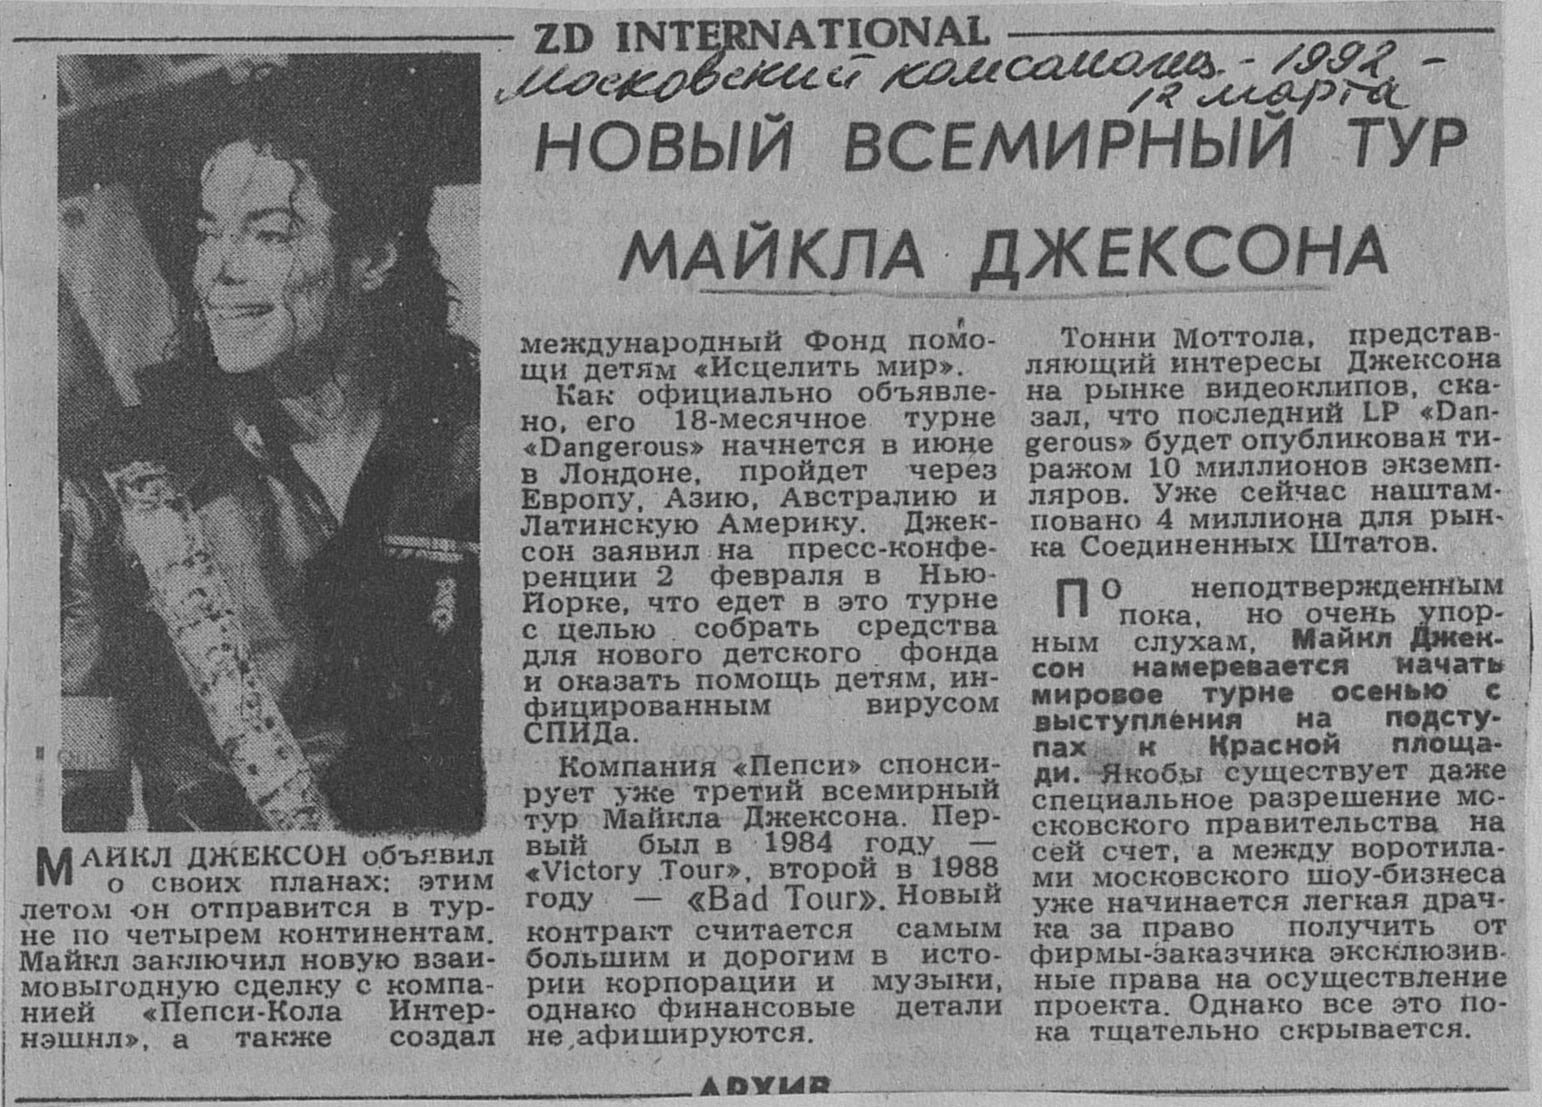 ZD INTERNATIONAL
Московский комсомолец - 1992 -
12 марта
НОВЫЙ ВСЕМИРНЫЙ ТУР
МАЙКЛА ДЖЕКСОНА
МАЙКЛ ДЖЕКСОН объявил
о своих планах: этим
летом он отправится в тур-
не по четырем континентам.
Майкл заключил новую взаи-
мовыгодную сделку с компа-
нией «Пепси-Кола Интер-
нэшнл», а также создал
международный Фонд помо-
щи детям «Исцелить мир».
Как официально объявле-
но, его 18-месячное турне
«Dangerous» начнется в июне
в Лондоне, пройдет через
Европу, Азию, Австралию и
Латинскую Америку. Джек-
сон заявил на пресс-конфе-
ренции 2 февраля в Нью-
Йорке, что едет в это турне
с целью собрать средства
для нового детского фонда
и оказать помощь детям, ин-
фицированным вирусом
СПИДа.
Компания «Пепси» спонси-
рует уже третий всемирный
тур Майкла Джексона. Пер-
вый был в 1984 году —
«Victory Tour», второй в 1988
году — «Bad Tour». Новый
контракт считается самым
большим и дорогим в исто-
рии корпорации и музыки,
однако финансовые детали
не афишируются.
Тонни Моттола, представ-
ляющий интересы Джексона
на рынке видеоклипов, ска-
зал, что последний LP «Dan-
gerous» будет опубликован ти-
ражом 10 миллионов экземп-
ляров. Уже сейчас наштам-
повано 4 миллиона для рын-
ка Соединенных Штатов.
ПО неподтвержденным
пока, но очень упор-
ным слухам, Майкл Джек-
сон намеревается начать
мировое турне осенью с
выступления на подсту-
пах к Красной площа-
ди. Якобы существует даже
специальное разрешение мо-
сковского правительства на
сей счет, а между воротила-
ми московского шоу-бизнеса
уже начинается легкая драч-
ка за право получить от
фирмы-заказчика эксклюзив-
ные права на осуществление
проекта. Однако все это по-
ка тщательно скрывается.
АРХИВ